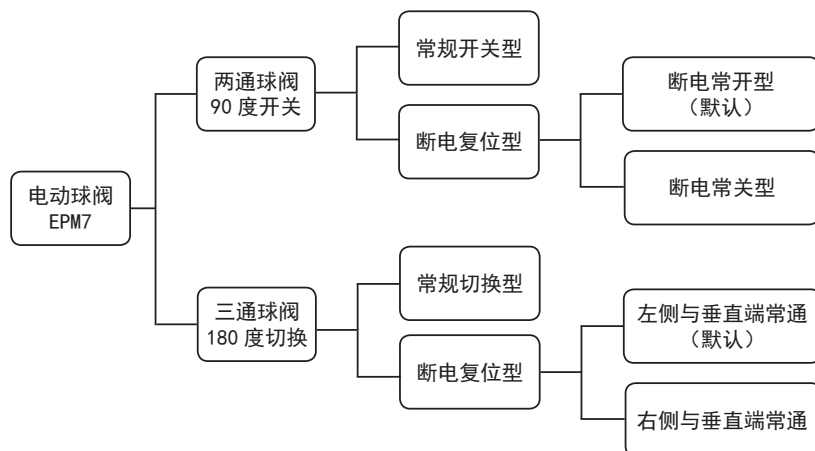 电动球阀
EPM7
两通球阀
90 度开关
常规开关型
断电复位型
断电常开型
（默认）
断电常关型
三通球阀
180 度切换
常规切换型
断电复位型
左侧与垂直端常通
（默认）
右侧与垂直端常通